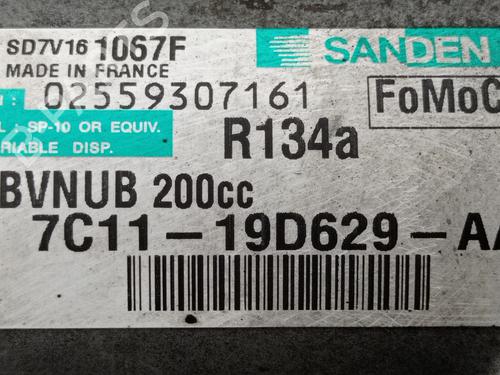 SD7V16 1067F
SANDEN
MADE IN FRANCE
: 02559307161
FoMoC
L : SP-10 OR EQUIV.
RIABLE DISP.
R134a
BVNUB 200cc
7C11-19D629-AA